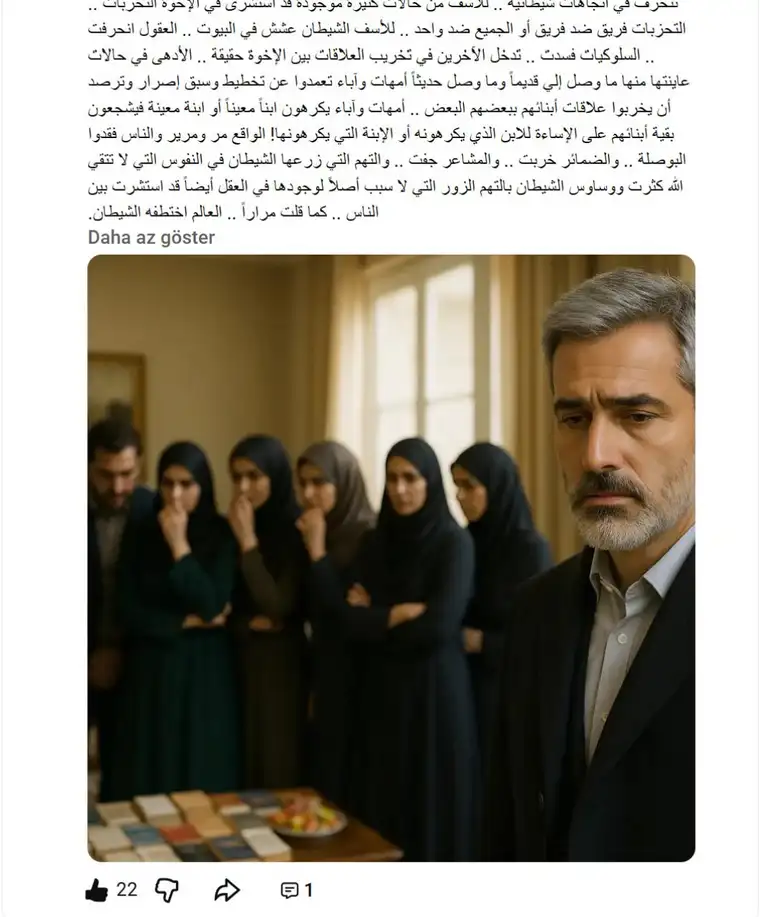 تنحرف في اتجاهات شيطانية .. للأسف من حالات كثيرة موجودة قد استشرى في الإخوة التحزبات ..
التحزبات فريق ضد فريق أو الجميع ضد واحد .. للأسف الشيطان عشش في البيوت .. العقول انحرفت
.. السلوكيات فسدت .. تدخل الأخرين في تخريب العلاقات بين الإخوة حقيقة .. الأدهى في حالات
عاينتها منها ما وصل إلي قديماً وما وصل حديثاً أمهات وآباء تعمدوا عن تخطيط وسبق إصرار وترصد
أن يخربوا علاقات أبنائهم ببعضهم البعض .. أمهات وآباء يكرهون ابناً معيناً أو ابنة معينة فيشجعون
بقية أبنائهم على الإساءة للابن الذي يكرهونه أو الإبنة التي يكرهونها! الواقع مر ومرير والناس فقدوا
البوصلة .. والضمائر خربت .. والمشاعر جفت .. والتهم التي زرعها الشيطان في النفوس التي لا تتقي
الله كثرت ووساوس الشيطان بالتهم الزور التي لا سبب أصلاً لوجودها في العقل أيضاً قد استشرت بين
الناس .. كما قلت مراراً .. العالم اختطفه الشيطان.
Daha az göster
22
1